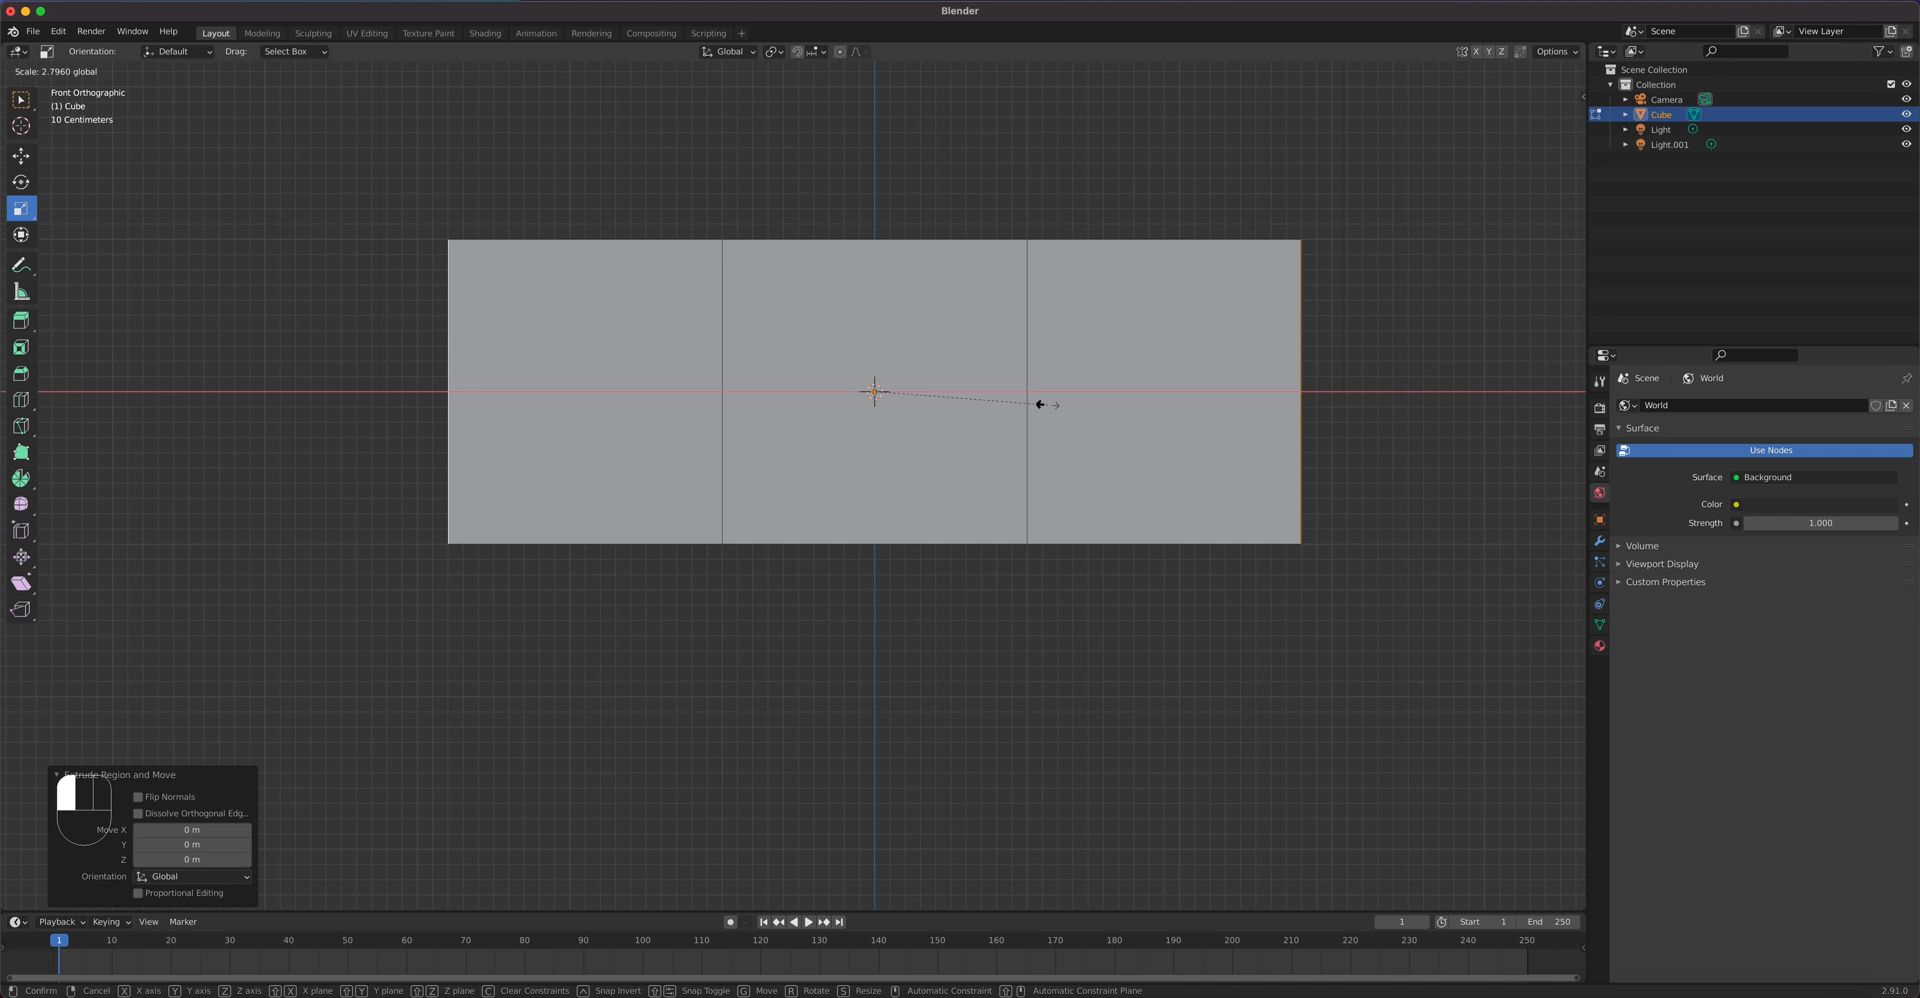 Blender
File Edit Render Window Help Layout Modeling Sculpting UV Editing Texture Paint Shading Animation Rendering Compositing Scripting + Scene View Layer
Orientation: Default Drag: Select Box Global X Y Z Options
Scale: 2.7960 global
Front Orthographic
(1) Cube
10 Centimeters
Scene Collection
Collection
Camera
Cube
Light
Light.001
Scene World
World
Surface
Use Nodes
Surface Background
Color
Strength 1.000
Volume
Viewport Display
Custom Properties
Extrude Region and Move
Flip Normals
Dissolve Orthogonal Edg...
Move X 0 m
Y 0 m
Z 0 m
Orientation Global
Proportional Editing
Playback Keying View Marker 1 Start 1 End 250
1 10 20 30 40 50 60 70 80 90 100 110 120 130 140 150 160 170 180 190 200 210 220 230 240 250
Confirm Cancel X X axis Y Y axis Z Z axis X X plane Y Y plane Z Z plane C Clear Constraints Snap Invert Snap Toggle G Move R Rotate S Resize Automatic Constraint Automatic Constraint Plane 2.91.0